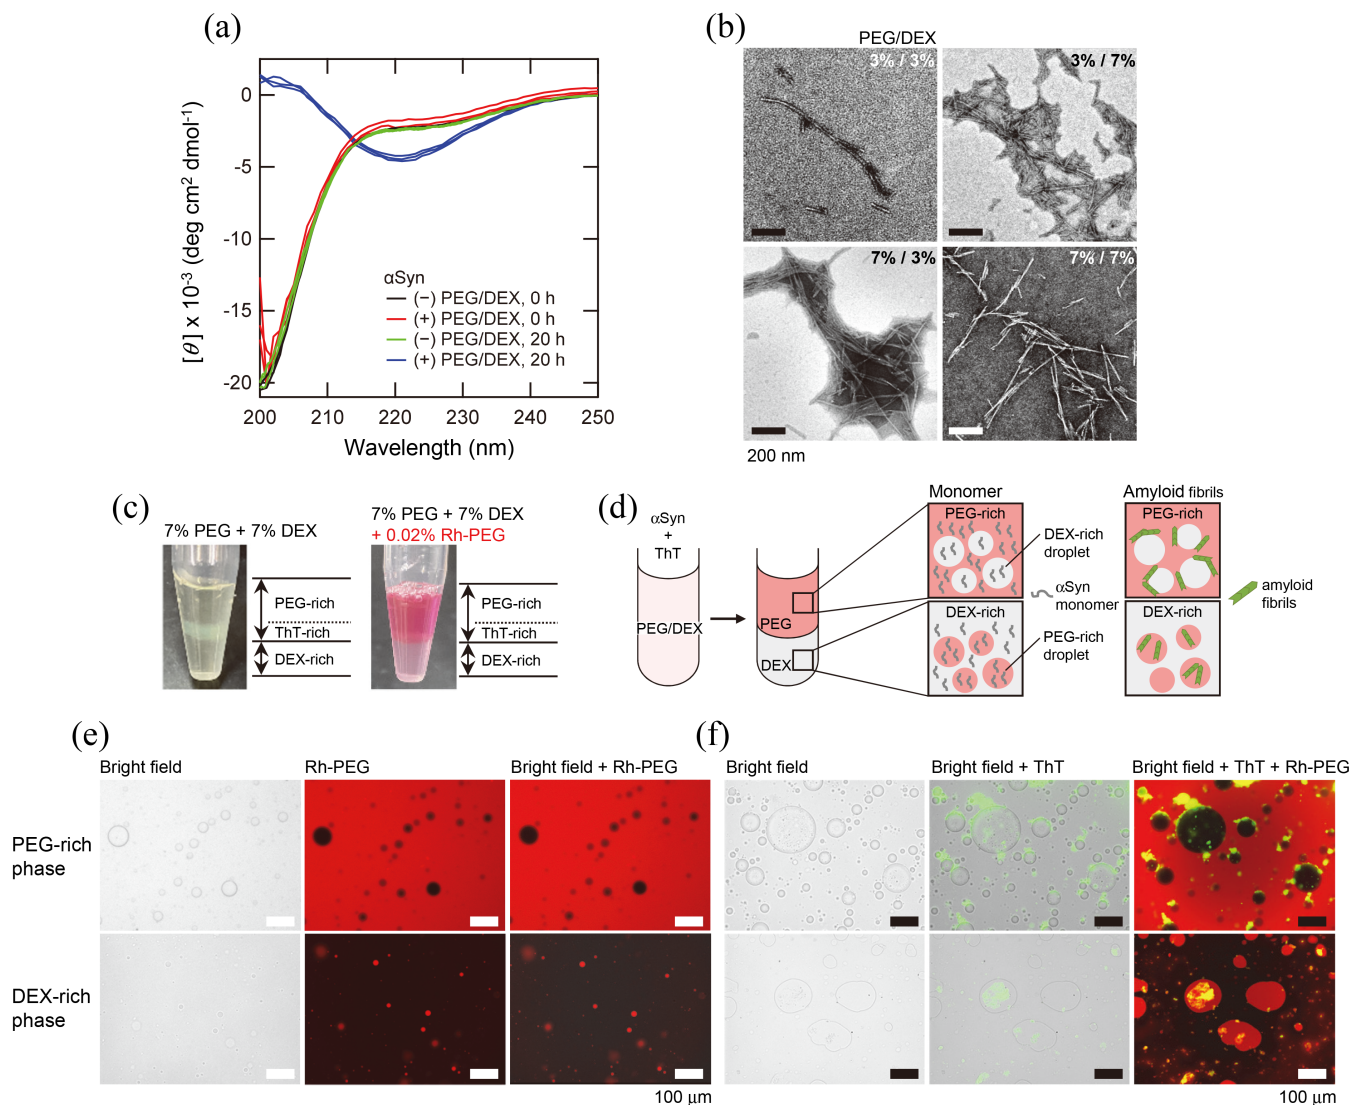 (a)
0
-5
-10
-15
-20
200
210
220
230
240
250
[θ] x 10-3 (deg cm2 dmol-1)
Wavelength (nm)
αSyn
(−) PEG/DEX, 0 h
(+) PEG/DEX, 0 h
(−) PEG/DEX, 20 h
(+) PEG/DEX, 20 h
(b)
PEG/DEX
3% / 3%
3% / 7%
7% / 3%
7% / 7%
200 nm
(c)
7% PEG + 7% DEX
PEG-rich
ThT-rich
DEX-rich
7% PEG + 7% DEX
+ 0.02% Rh-PEG
PEG-rich
ThT-rich
DEX-rich
(d)
αSyn
+
ThT
PEG/DEX
PEG
DEX
Monomer
PEG-rich
DEX-rich
DEX-rich
droplet
αSyn
monomer
PEG-rich
droplet
Amyloid fibrils
PEG-rich
DEX-rich
amyloid
fibrils
(e)
Bright field
Rh-PEG
Bright field + Rh-PEG
PEG-rich
phase
DEX-rich
phase
100 μm
(f)
Bright field
Bright field + ThT
Bright field + ThT + Rh-PEG
100 μm